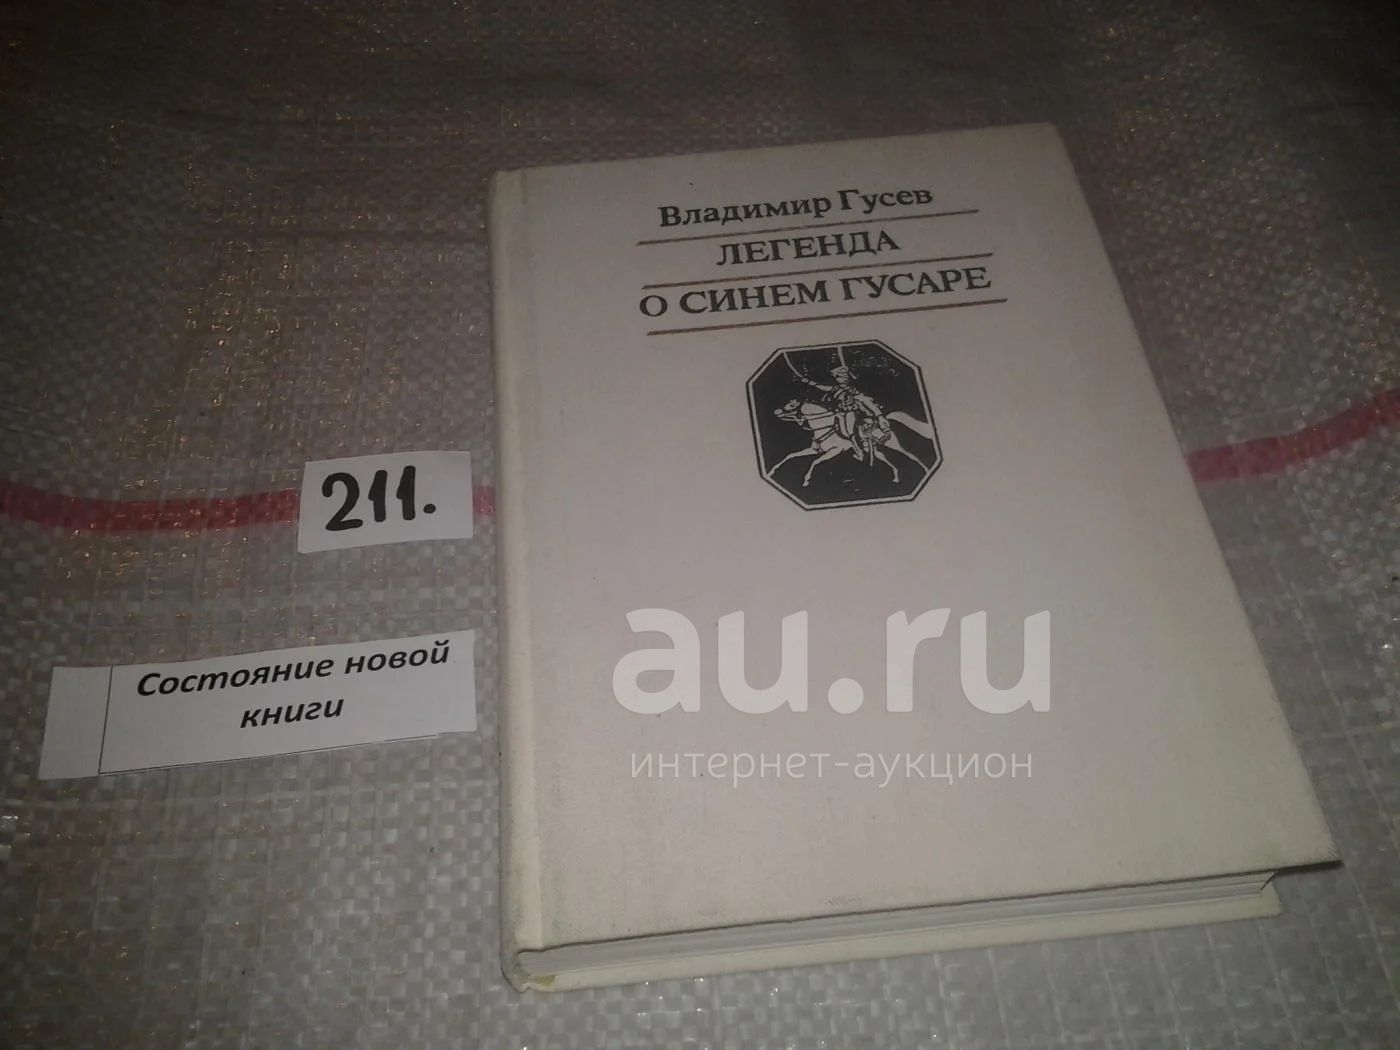 Владимир Гусев
ЛЕГЕНДА
О СИНЕМ ГУСАРЕ
211.
Состояние новой
книги
au.ru
интернет-аукцион